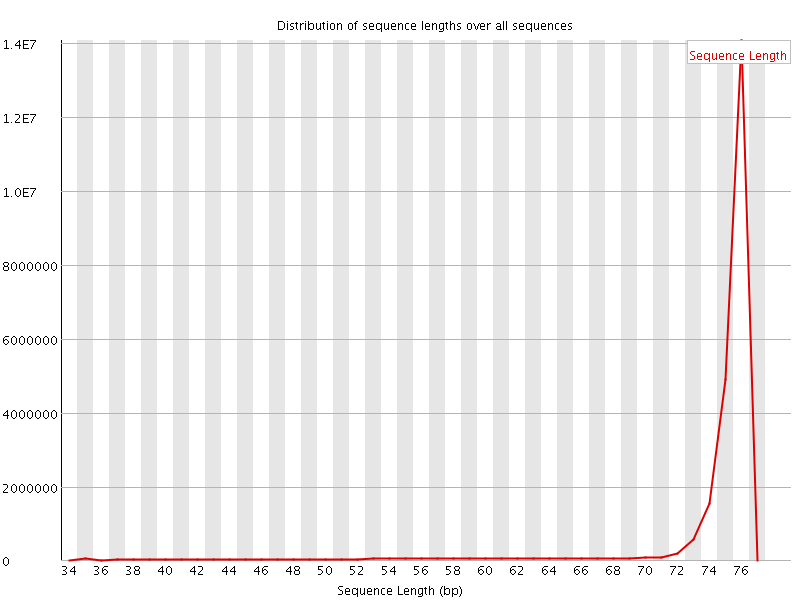 Distribution of sequence lengths over all sequences
1.4E7
Sequence Length
1.2E7
1.0E7
8000000
6000000
4000000
2000000
0
34 36 38 40 42 44 46 48 50 52 54 56 58 60 62 64 66 68 70 72 74 76
Sequence Length (bp)